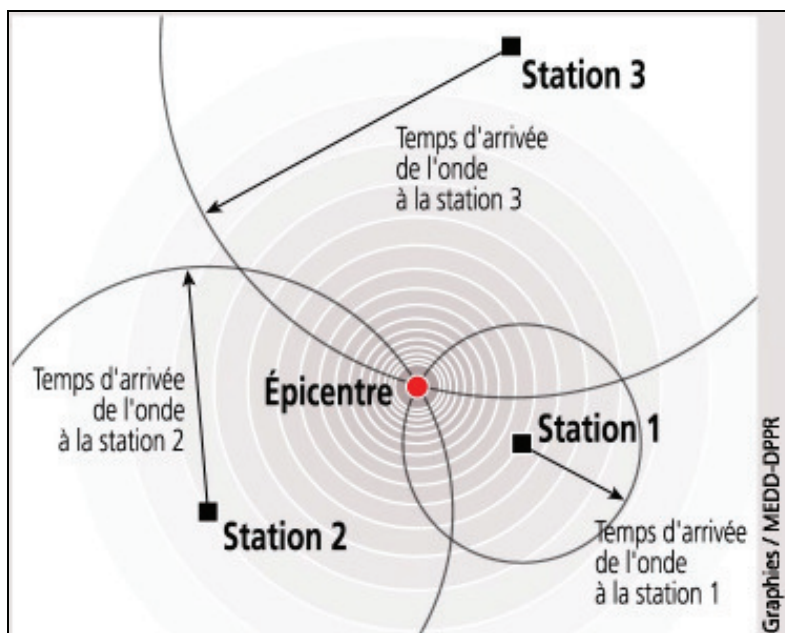 Station 3
Temps d'arrivée
de l'onde
à la station 3
Temps d'arrivée
de l'onde
à la station 2
Épicentre
Station 1
Station 2
Temps d'arrivée
de l'onde
à la station 1
Graphies / MEDD-DPPR